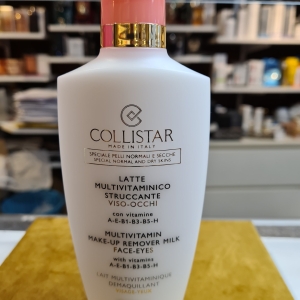 COLLISTAR
MADE IN ITALY
SPECIALE PELLI NORMALI E SECCHE
SPECIAL NORMAL AND DRY SKINS
LATTE
MULTIVITAMINICO
STRUCCANTE
VISO-OCCHI
con vitamine
A-E-B1-B3-B5-H
MULTIVITAMIN
MAKE-UP REMOVER MILK
FACE-EYES
with vitamins
A-E-B1-B3-B5-H
LAIT MULTIVITAMINIQUE
DÉMAQUILLANT